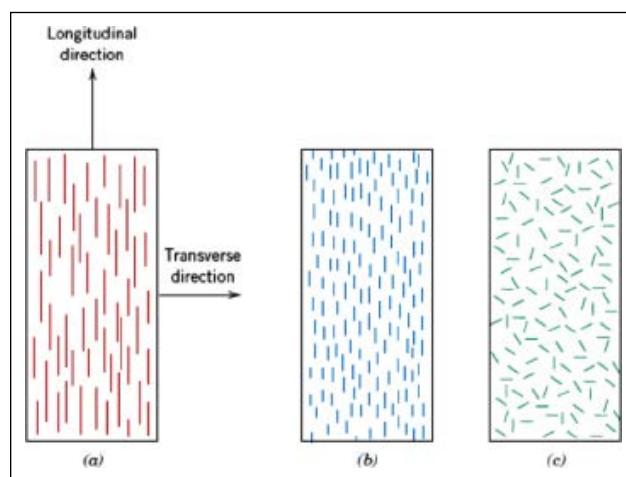 Longitudinal
direction
Transverse
direction
(a)
(b)
(c)